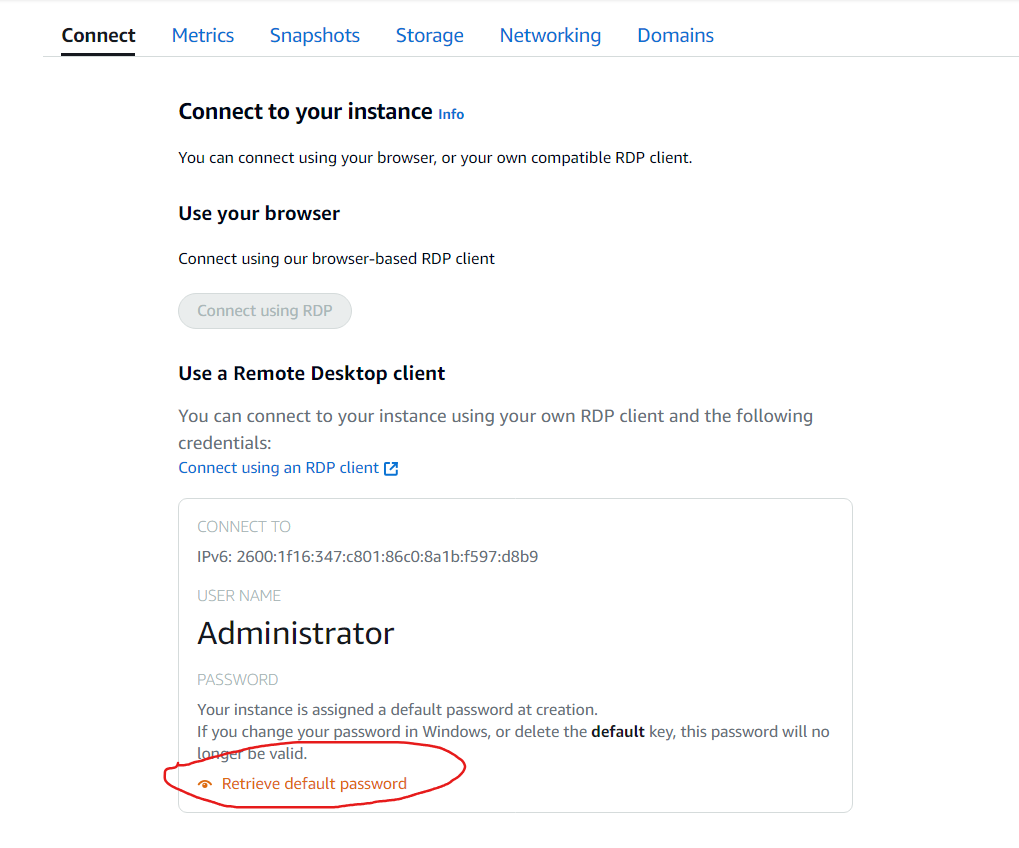 Connect Metrics Snapshots Storage Networking Domains
Connect to your instance Info
You can connect using your browser, or your own compatible RDP client.
Use your browser
Connect using our browser-based RDP client
Connect using RDP
Use a Remote Desktop client
You can connect to your instance using your own RDP client and the following
credentials:
Connect using an RDP client
CONNECT TO
IPv6: 2600:1f16:347:c801:86c0:8a1b:f597:d8b9
USER NAME
Administrator
PASSWORD
Your instance is assigned a default password at creation.
If you change your password in Windows, or delete the default key, this password will no
longer be valid.
Retrieve default password